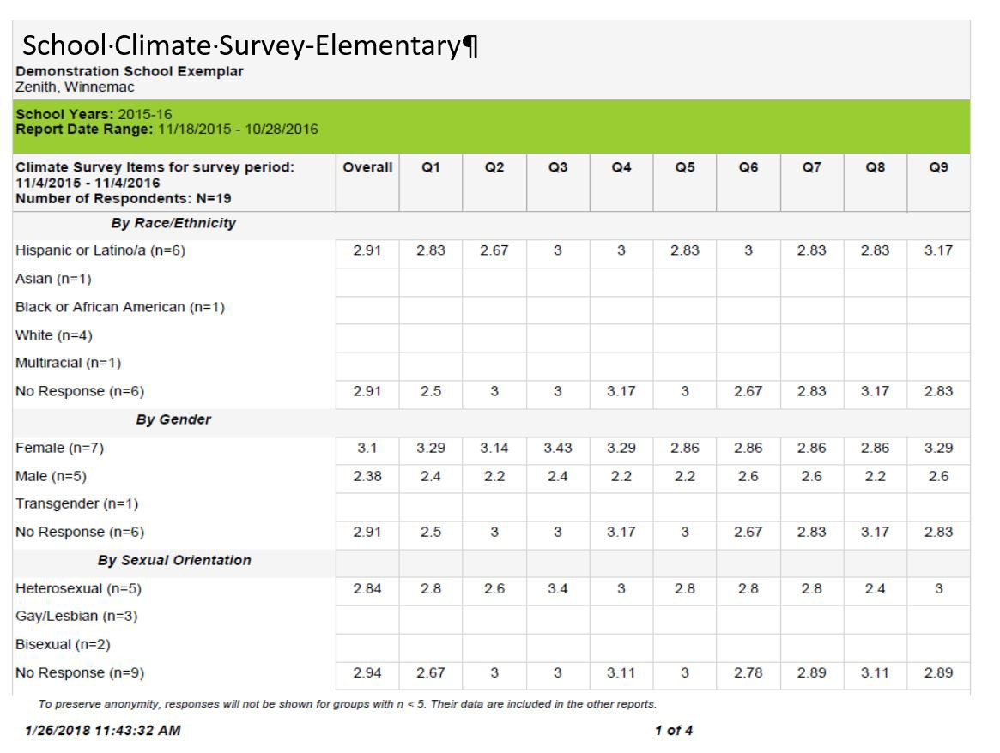 School·Climate·Survey-Elementary¶
Demonstration School Exemplar
Zenith, Winnemac
School Years: 2015-16
Report Date Range: 11/18/2015 - 10/28/2016
Climate Survey Items for survey period: Overall Q1 Q2 Q3 Q4 Q5 Q6 Q7 Q8 Q9
11/4/2015 - 11/4/2016
Number of Respondents: N=19
By Race/Ethnicity
Hispanic or Latino/a (n=6) 2.91 2.83 2.67 3 3 2.83 3 2.83 2.83 3.17
Asian (n=1)
Black or African American (n=1)
White (n=4)
Multiracial (n=1)
No Response (n=6) 2.91 2.5 3 3 3.17 3 2.67 2.83 3.17 2.83
By Gender
Female (n=7) 3.1 3.29 3.14 3.43 3.29 2.86 2.86 2.86 2.86 3.29
Male (n=5) 2.38 2.4 2.2 2.4 2.2 2.2 2.6 2.6 2.2 2.6
Transgender (n=1)
No Response (n=6) 2.91 2.5 3 3 3.17 3 2.67 2.83 3.17 2.83
By Sexual Orientation
Heterosexual (n=5) 2.84 2.8 2.6 3.4 3 2.8 2.8 2.8 2.4 3
Gay/Lesbian (n=3)
Bisexual (n=2)
No Response (n=9) 2.94 2.67 3 3 3.11 3 2.78 2.89 3.11 2.89
To preserve anonymity, responses will not be shown for groups with n < 5. Their data are included in the other reports.
1/26/2018 11:43:32 AM 1 of 4